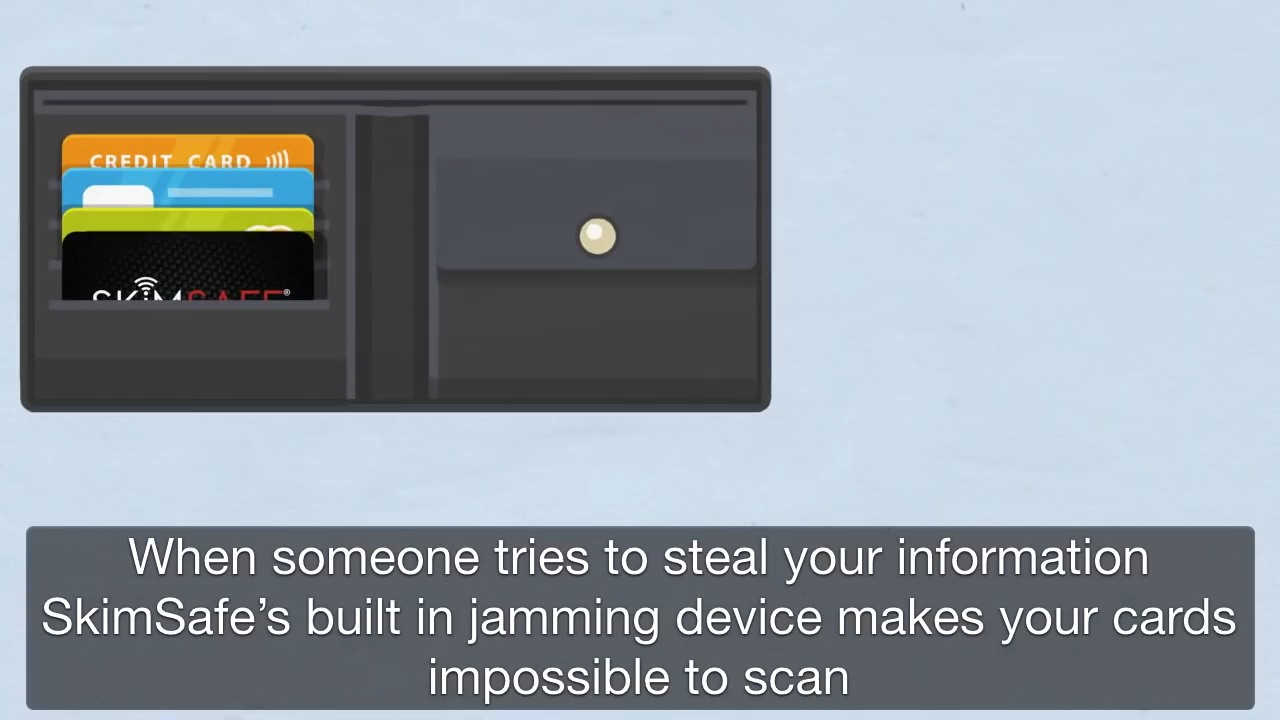 CREDIT CARD
SKIMSAFE®
When someone tries to steal your information
SkimSafe’s built in jamming device makes your cards
impossible to scan